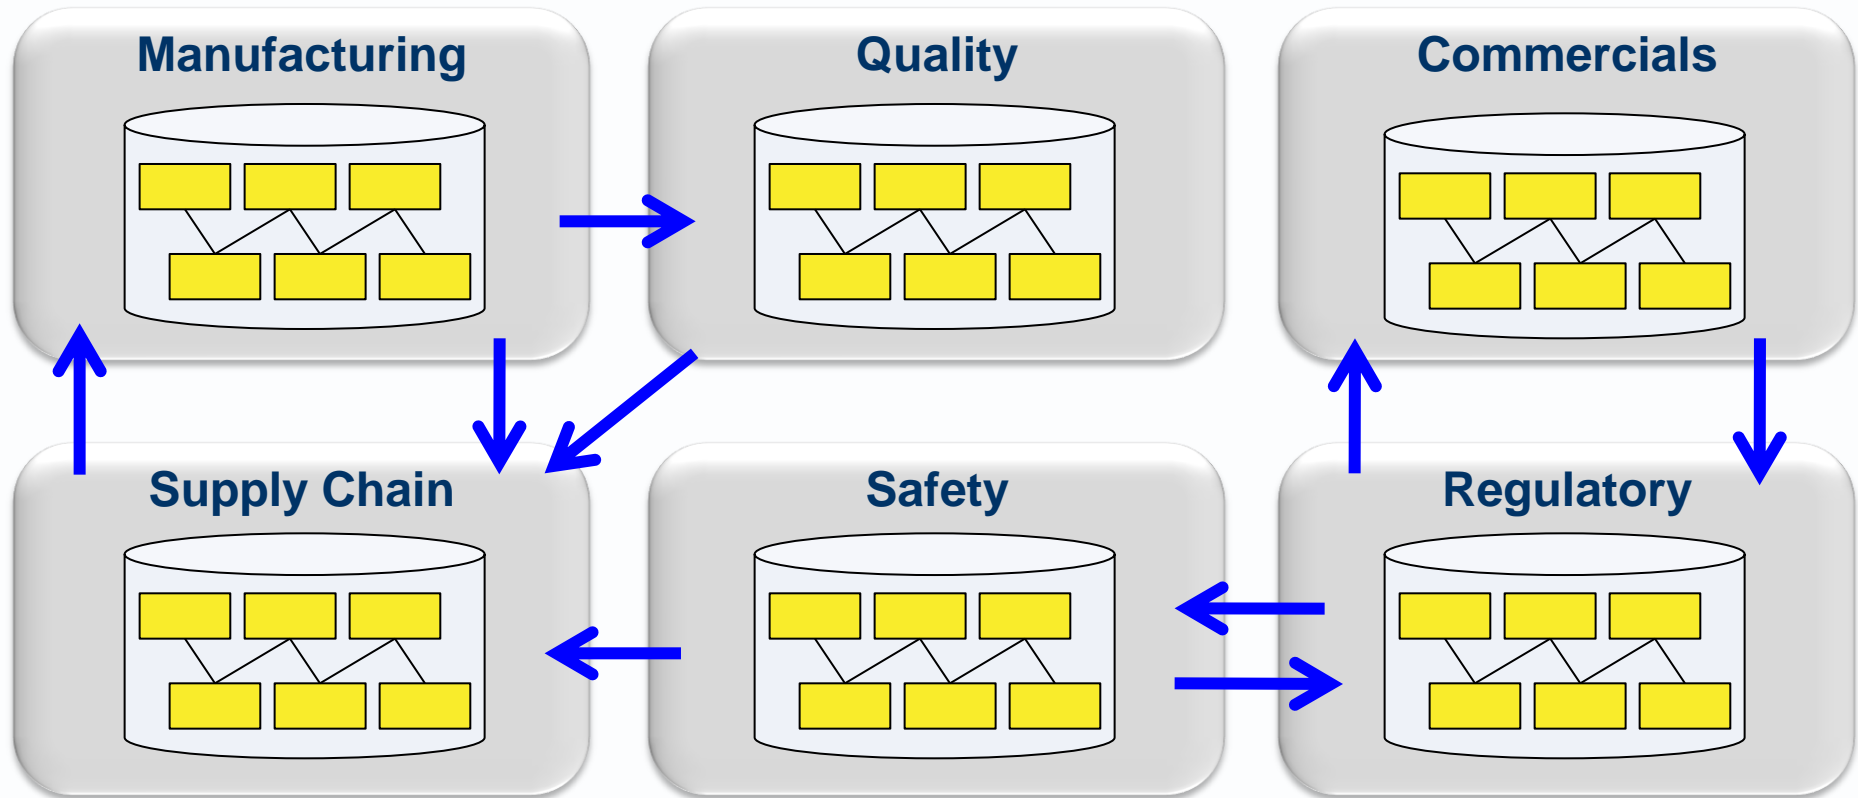 Manufacturing
Quality
Commercials
Supply Chain
Safety
Regulatory